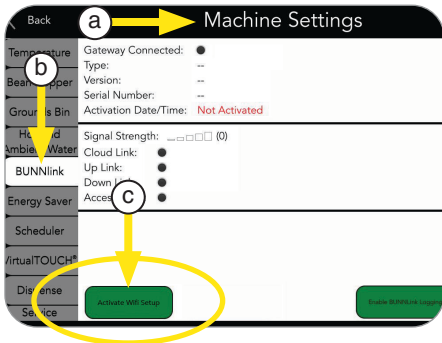 Back
a
Machine Settings
Temperature
b
Gateway Connected:
Type: --
Version: --
Serial Number: --
Activation Date/Time: Not Activated
Grounds Bin
Ambient Water
Signal Strength: (0)
Cloud Link:
Up Link:
Down
c
BUNNlink
Energy Saver
Scheduler
VirtualTOUCH®
Dispense
Service
Activate Wifi Setup
Enable BUNNLink Logging